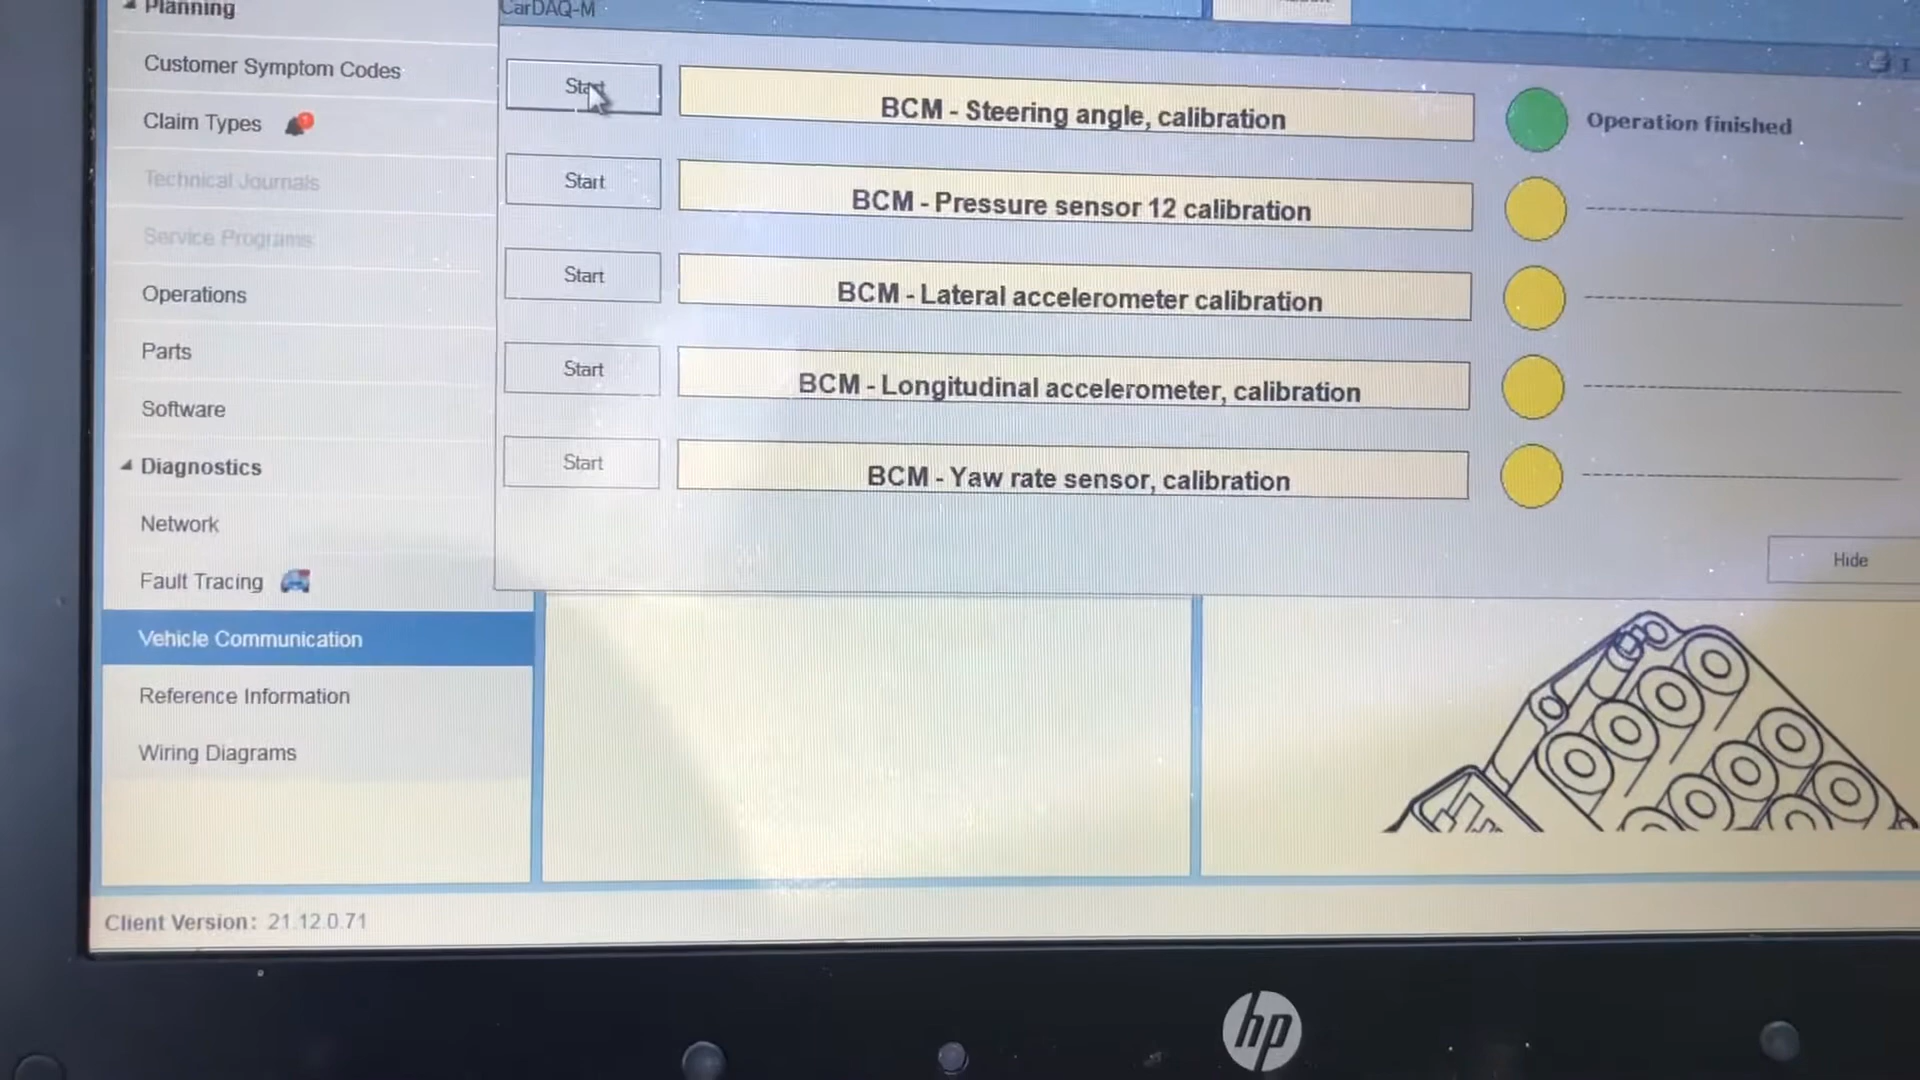 Planning
CarDAQ-M
Customer Symptom Codes
Claim Types
Technical Journals
Service Programs
Operations
Parts
Software
Diagnostics
Network
Fault Tracing
Vehicle Communication
Reference Information
Wiring Diagrams
Start
BCM - Steering angle, calibration
Operation finished
Start
BCM - Pressure sensor 12 calibration
Start
BCM - Lateral accelerometer calibration
Start
BCM - Longitudinal accelerometer, calibration
Start
BCM - Yaw rate sensor, calibration
Hide
Client Version: 21.12.0.71
hp